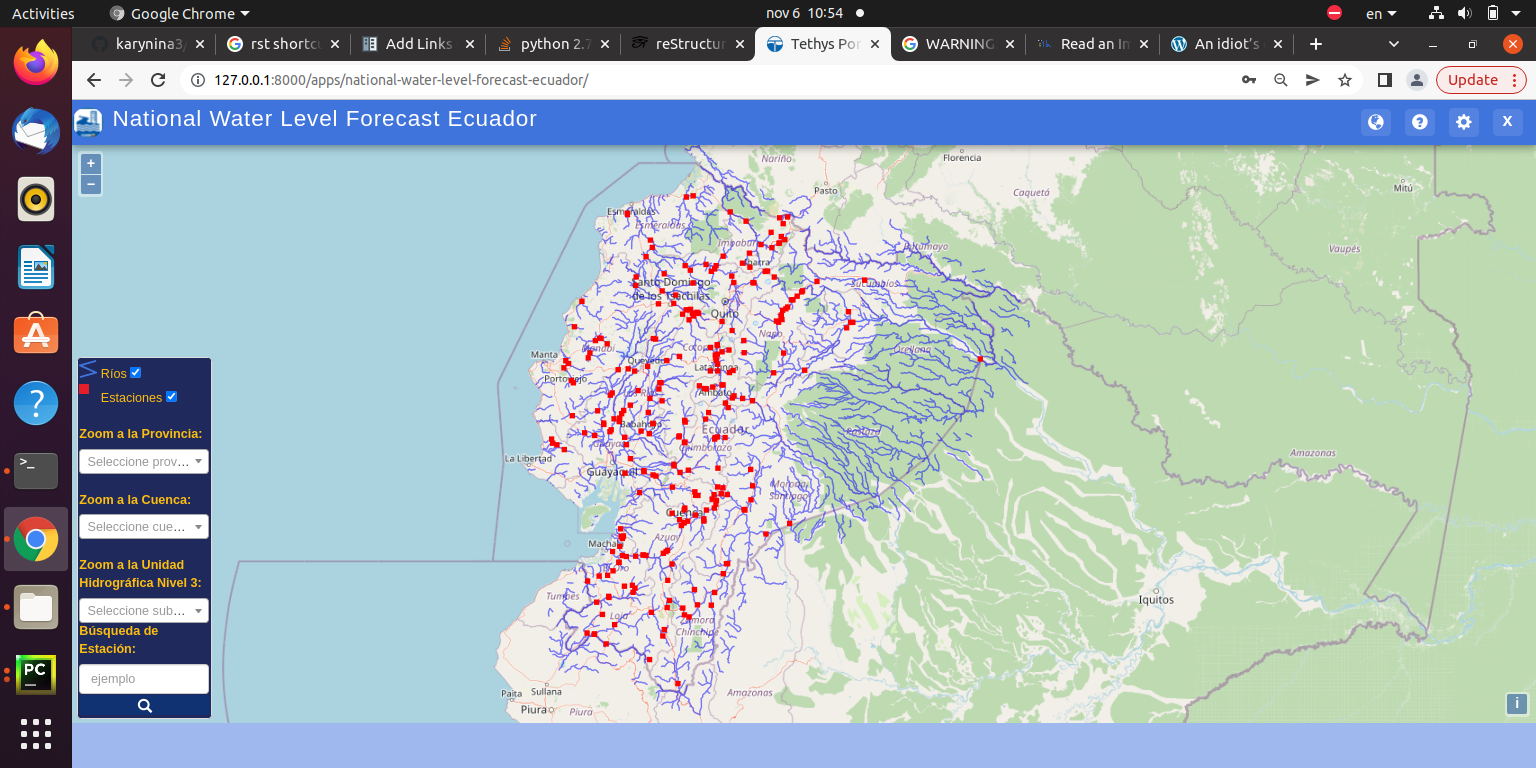 Activities
Google Chrome
nov 6 10:54
en
karynina3/
rst shortcu
Add Links
python 2.7
reStructur
Tethys Por
WARNING
Read an Im
An idiot's
127.0.0.1:8000/apps/national-water-level-forecast-ecuador/
Update
National Water Level Forecast Ecuador
X
+
−
Nariño
Florencia
Pasto
Caquetá
Mitú
Esmeraldas
Esmeraldas
Vaupés
Putumayo
Santo Domingo
de los Tsáchilas
Sucumbíos
Quito
Napo
Orellana
Manta
Quevedo
Portoviejo
Ambato
Babahoyo
Ecuador
Pastaza
Chimborazo
La Libertad
Guayaquil
Amazonas
Morona
Santiago
Cuenca
Azuay
Machala
Tumbes
Loja
Zamora
Chinchipe
Iquitos
Paita
Sullana
Amazonas
Piura
Piura
Ríos
Estaciones
Zoom a la Provincia:
Seleccione prov...
Zoom a la Cuenca:
Seleccione cue...
Zoom a la Unidad
Hidrográfica Nivel 3:
Seleccione sub...
Búsqueda de
Estación:
ejemplo
i
>_
PC